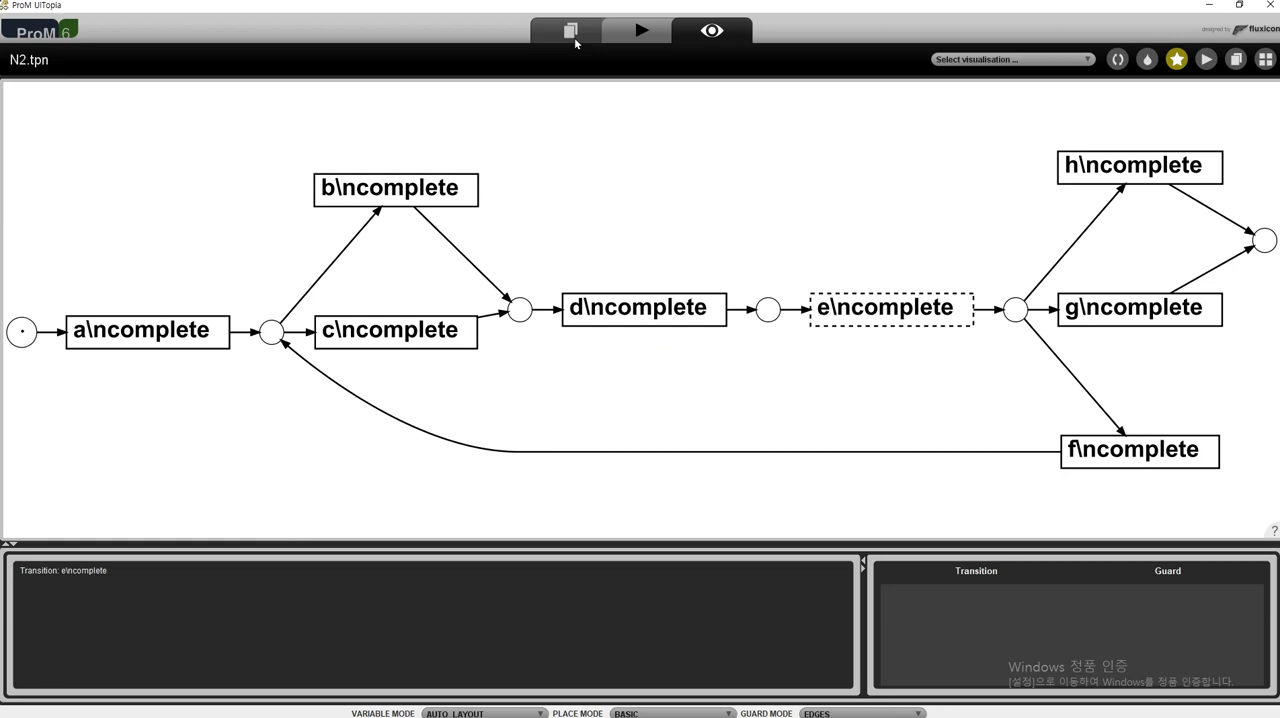 ProM UITopia
ProM 6
designed by fluxicon
N2.tpn
Select visualisation ...
h\ncomplete
b\ncomplete
d\ncomplete
e\ncomplete
g\ncomplete
a\ncomplete
c\ncomplete
f\ncomplete
?
Transition: e\ncomplete
Transition
Guard
Windows 정품 인증
[설정]으로 이동하여 Windows를 정품 인증합니다.
VARIABLE MODE
AUTO_LAYOUT
PLACE MODE
BASIC
GUARD MODE
EDGES